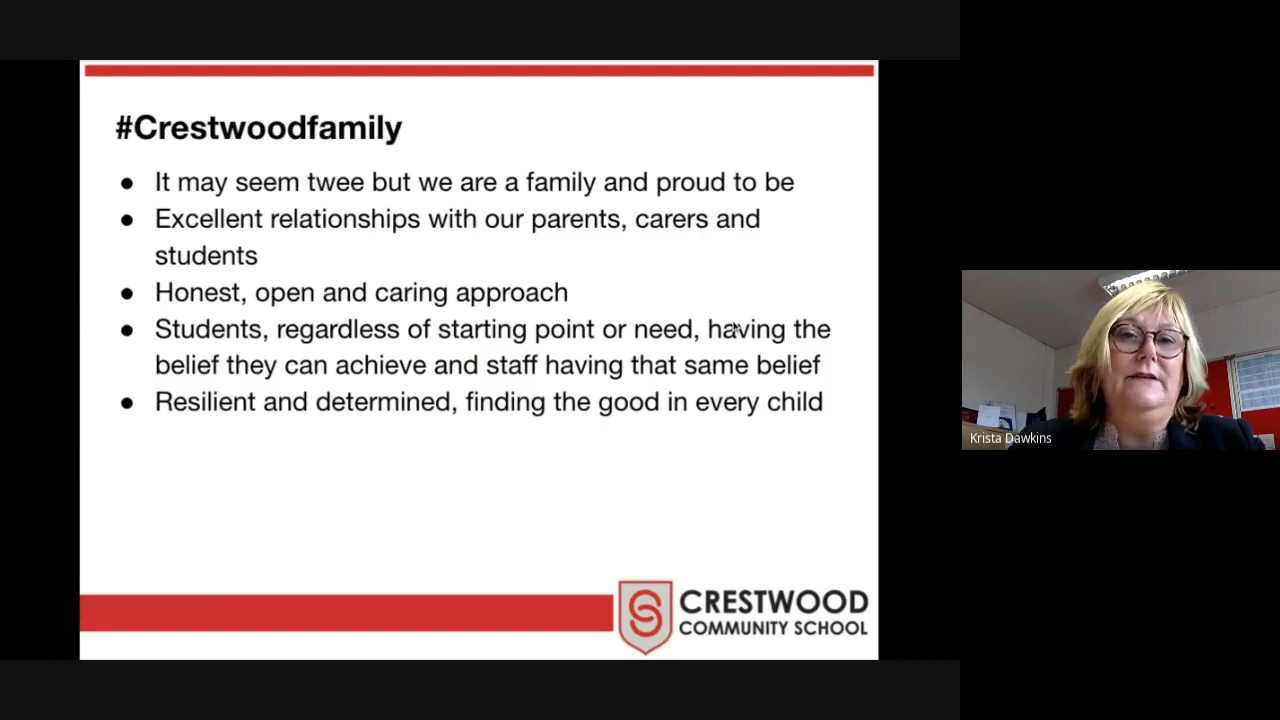 #Crestwoodfamily
● It may seem twee but we are a family and proud to be
● Excellent relationships with our parents, carers and
students
● Honest, open and caring approach
● Students, regardless of starting point or need, having the
belief they can achieve and staff having that same belief
● Resilient and determined, finding the good in every child
CRESTWOOD
COMMUNITY SCHOOL
Krista Dawkins